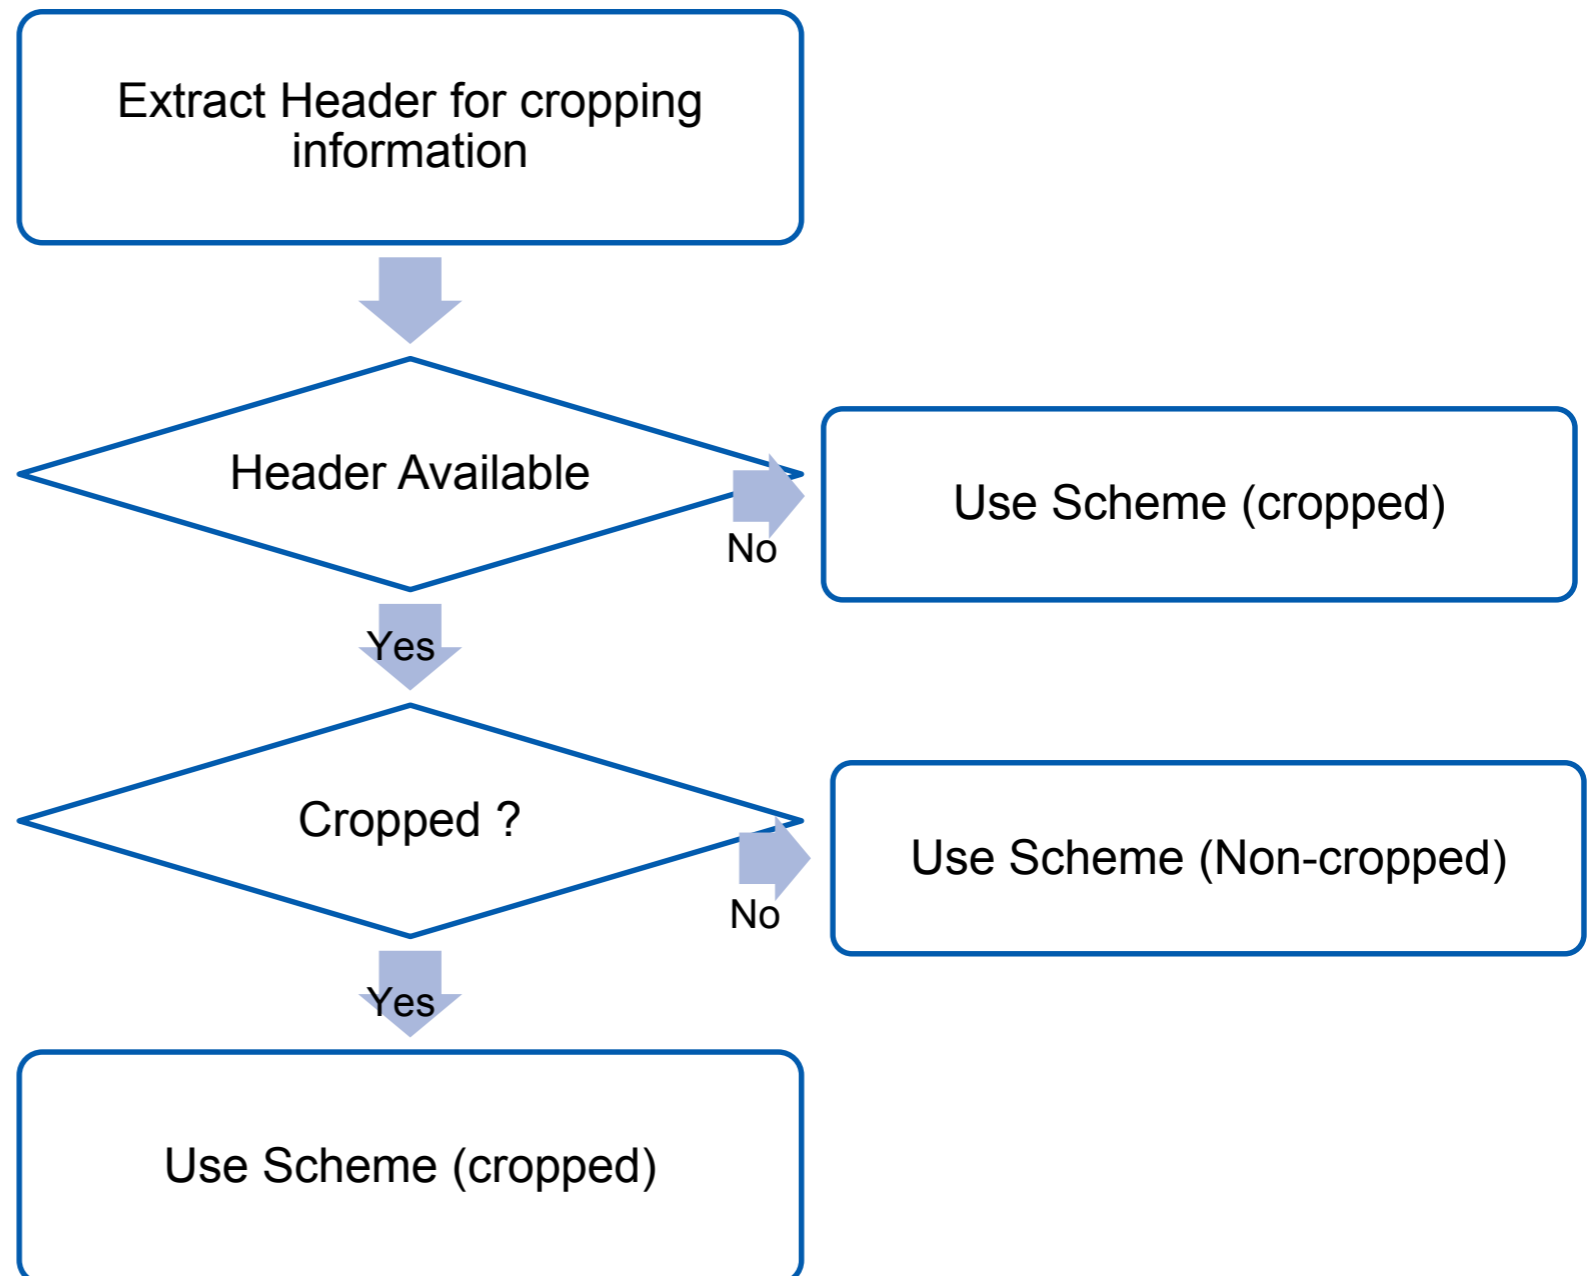 Extract Header for cropping
information
Header Available
No
Use Scheme (cropped)
Yes
Cropped ?
No
Use Scheme (Non-cropped)
Yes
Use Scheme (cropped)